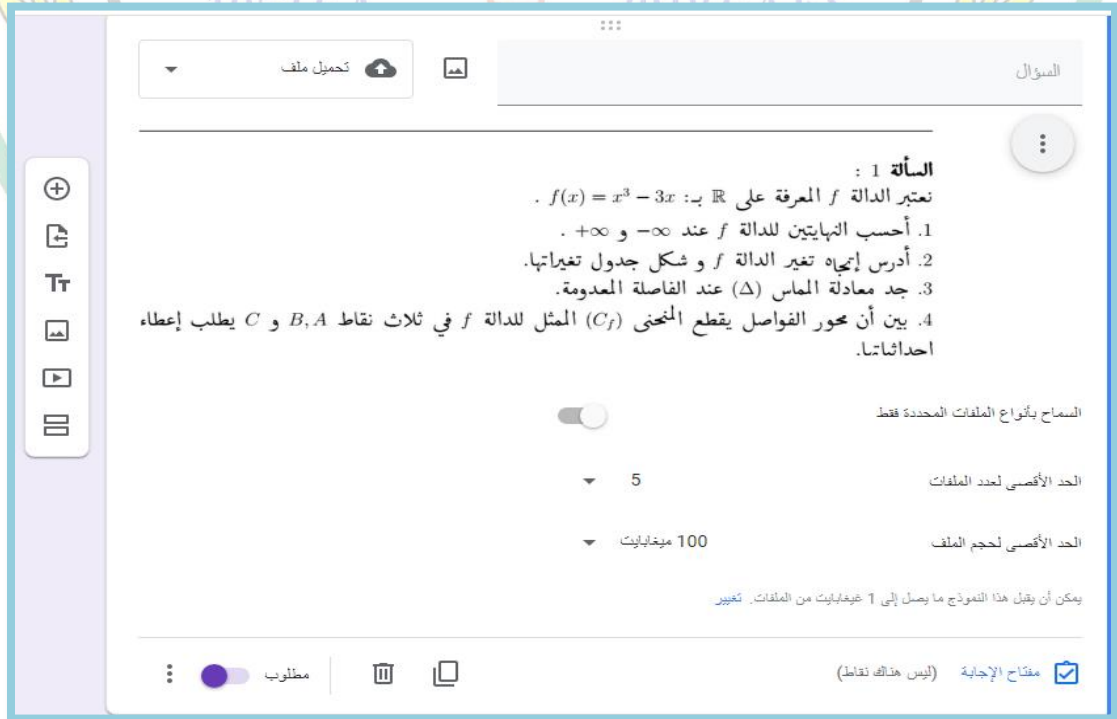 السؤال
تحميل ملف
السألة 1 :
نعتبر الدالة f المعرفة على ℝ بـ: f(x) = x³ − 3x .
1. أحسب النهايتين للدالة f عند −∞ و +∞ .
2. أدرس إتجاه تغير الدالة f و شكل جدول تغيراتها.
3. جد معادلة الماس (Δ) عند الفاصلة المعدومة.
4. بين أن محور الفواصل يقطع المنحنى (C_f) المثل للدالة f في ثلاث نقاط B, A و C يطلب إعطاء
احداثياتها.
السماح بأنواع الملفات المحددة فقط
الحد الأقصى لعدد الملفات 5
الحد الأقصى لحجم الملف 100 ميغابايت
يمكن أن يقبل هذا النموذج ما يصل إلى 1 غيغابايت من الملفات. تغيير
مفتاح الإجابة (ليس هناك نقاط) مطلوب
Tт